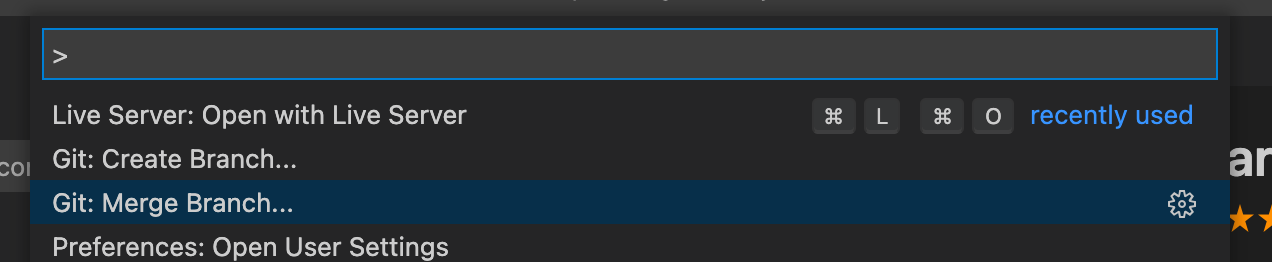 >
Live Server: Open with Live Server ⌘ L ⌘ O recently used
Git: Create Branch...
Git: Merge Branch...
Preferences: Open User Settings